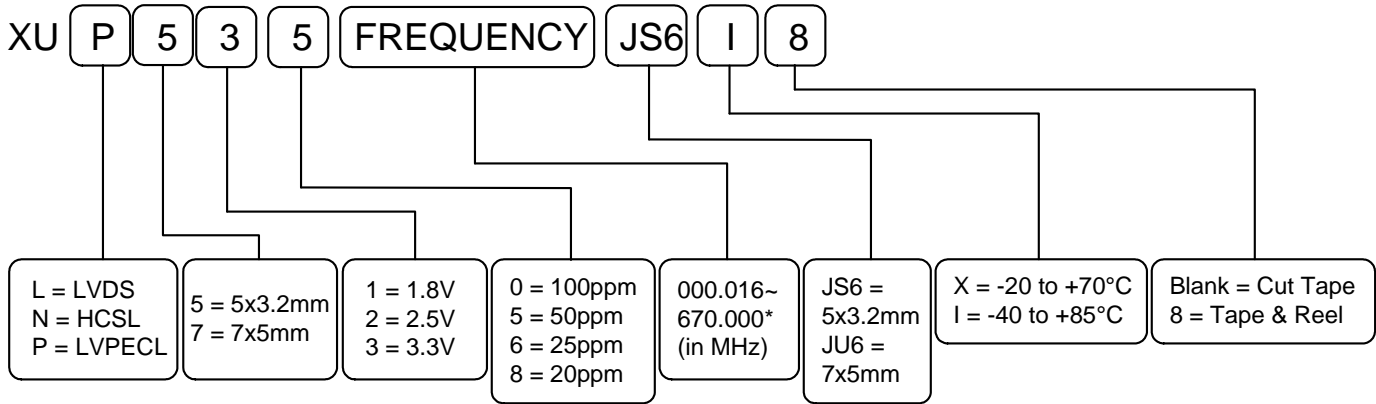 XU P 5 3 5 FREQUENCY JS6 I 8
L = LVDS
N = HCSL
P = LVPECL
5 = 5x3.2mm
7 = 7x5mm
1 = 1.8V
2 = 2.5V
3 = 3.3V
0 = 100ppm
5 = 50ppm
6 = 25ppm
8 = 20ppm
000.016~
670.000*
(in MHz)
JS6 =
5x3.2mm
JU6 =
7x5mm
X = -20 to +70°C
I = -40 to +85°C
Blank = Cut Tape
8 = Tape & Reel